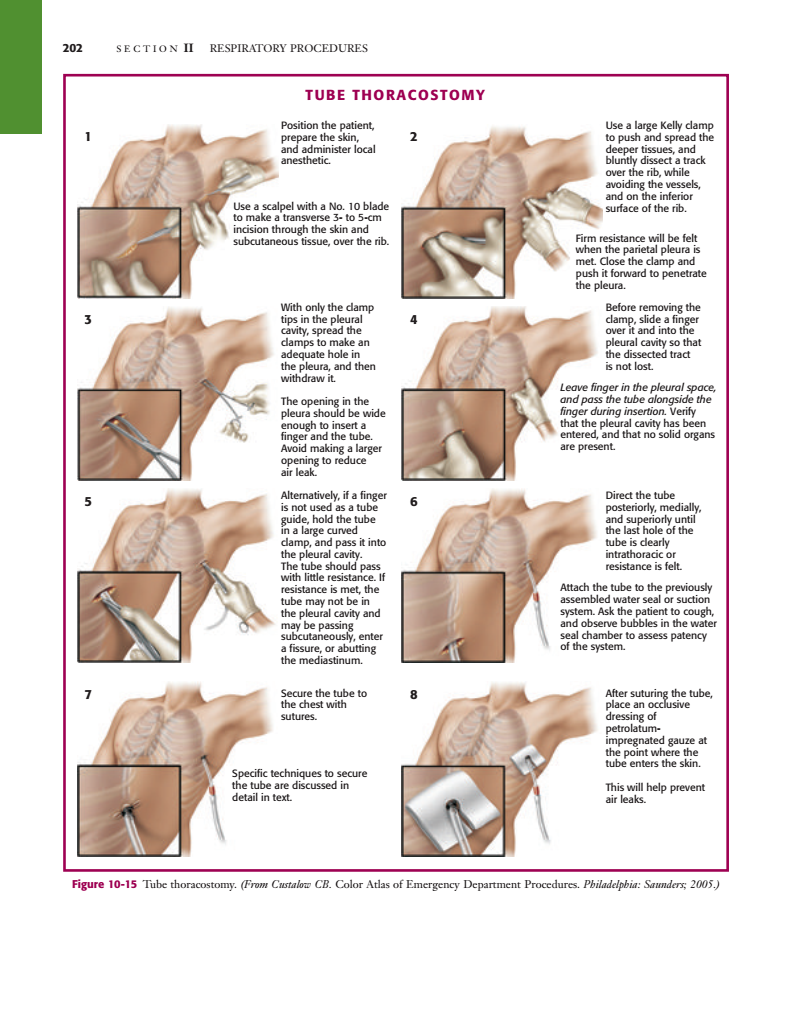 202 SECTION II RESPIRATORY PROCEDURES
TUBE THORACOSTOMY
1
Position the patient,
prepare the skin,
and administer local
anesthetic.
Use a scalpel with a No. 10 blade
to make a transverse 3- to 5-cm
incision through the skin and
subcutaneous tissue, over the rib.
2
Use a large Kelly clamp
to push and spread the
deeper tissues, and
bluntly dissect a track
over the rib, while
avoiding the vessels,
and on the inferior
surface of the rib.
Firm resistance will be felt
when the parietal pleura is
met. Close the clamp and
push it forward to penetrate
the pleura.
3
With only the clamp
tips in the pleural
cavity, spread the
clamps to make an
adequate hole in
the pleura, and then
withdraw it.
The opening in the
pleura should be wide
enough to insert a
finger and the tube.
Avoid making a larger
opening to reduce
air leak.
4
Before removing the
clamp, slide a finger
over it and into the
pleural cavity so that
the dissected tract
is not lost.
Leave finger in the pleural space,
and pass the tube alongside the
finger during insertion. Verify
that the pleural cavity has been
entered, and that no solid organs
are present.
5
Alternatively, if a finger
is not used as a tube
guide, hold the tube
in a large curved
clamp, and pass it into
the pleural cavity.
The tube should pass
with little resistance. If
resistance is met, the
tube may not be in
the pleural cavity and
may be passing
subcutaneously, enter
a fissure, or abutting
the mediastinum.
6
Direct the tube
posteriorly, medially,
and superiorly until
the last hole of the
tube is clearly
intrathoracic or
resistance is felt.
Attach the tube to the previously
assembled water seal or suction
system. Ask the patient to cough,
and observe bubbles in the water
seal chamber to assess patency
of the system.
7
Secure the tube to
the chest with
sutures.
Specific techniques to secure
the tube are discussed in
detail in text.
8
After suturing the tube,
place an occlusive
dressing of
petrolatum-
impregnated gauze at
the point where the
tube enters the skin.
This will help prevent
air leaks.
Figure 10-15 Tube thoracostomy. (From Custalow CB. Color Atlas of Emergency Department Procedures. Philadelphia: Saunders; 2005.)